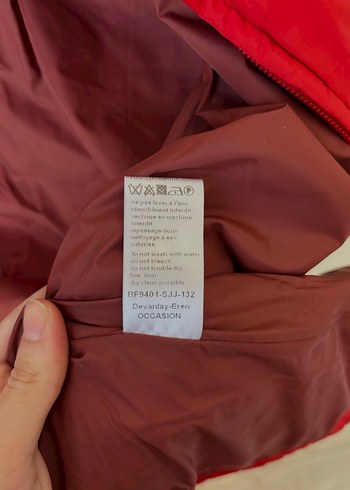 ne pas laver à l'eau
blanchiment interdit
séchage en machine
interdit
repassage doux
nettoyage à sec
autorisé
do not wash with water
do not bleach
do not tumble dry
low iron
dry clean possible
BF9401-SJJ-132
Devanlay-Eren
OCCASION